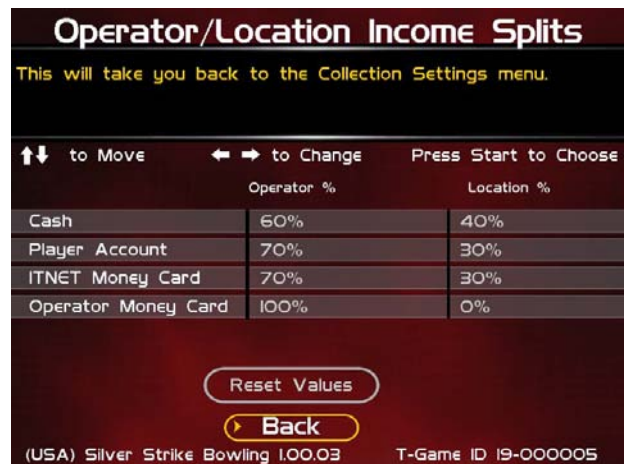 Operator/Location Income Splits
This will take you back to the Collection Settings menu.
to Move to Change Press Start to Choose
Operator % Location %
Cash 60% 40%
Player Account 70% 30%
ITNET Money Card 70% 30%
Operator Money Card 100% 0%
Reset Values
Back
(USA) Silver Strike Bowling 1.00.03 T-Game ID 19-000005